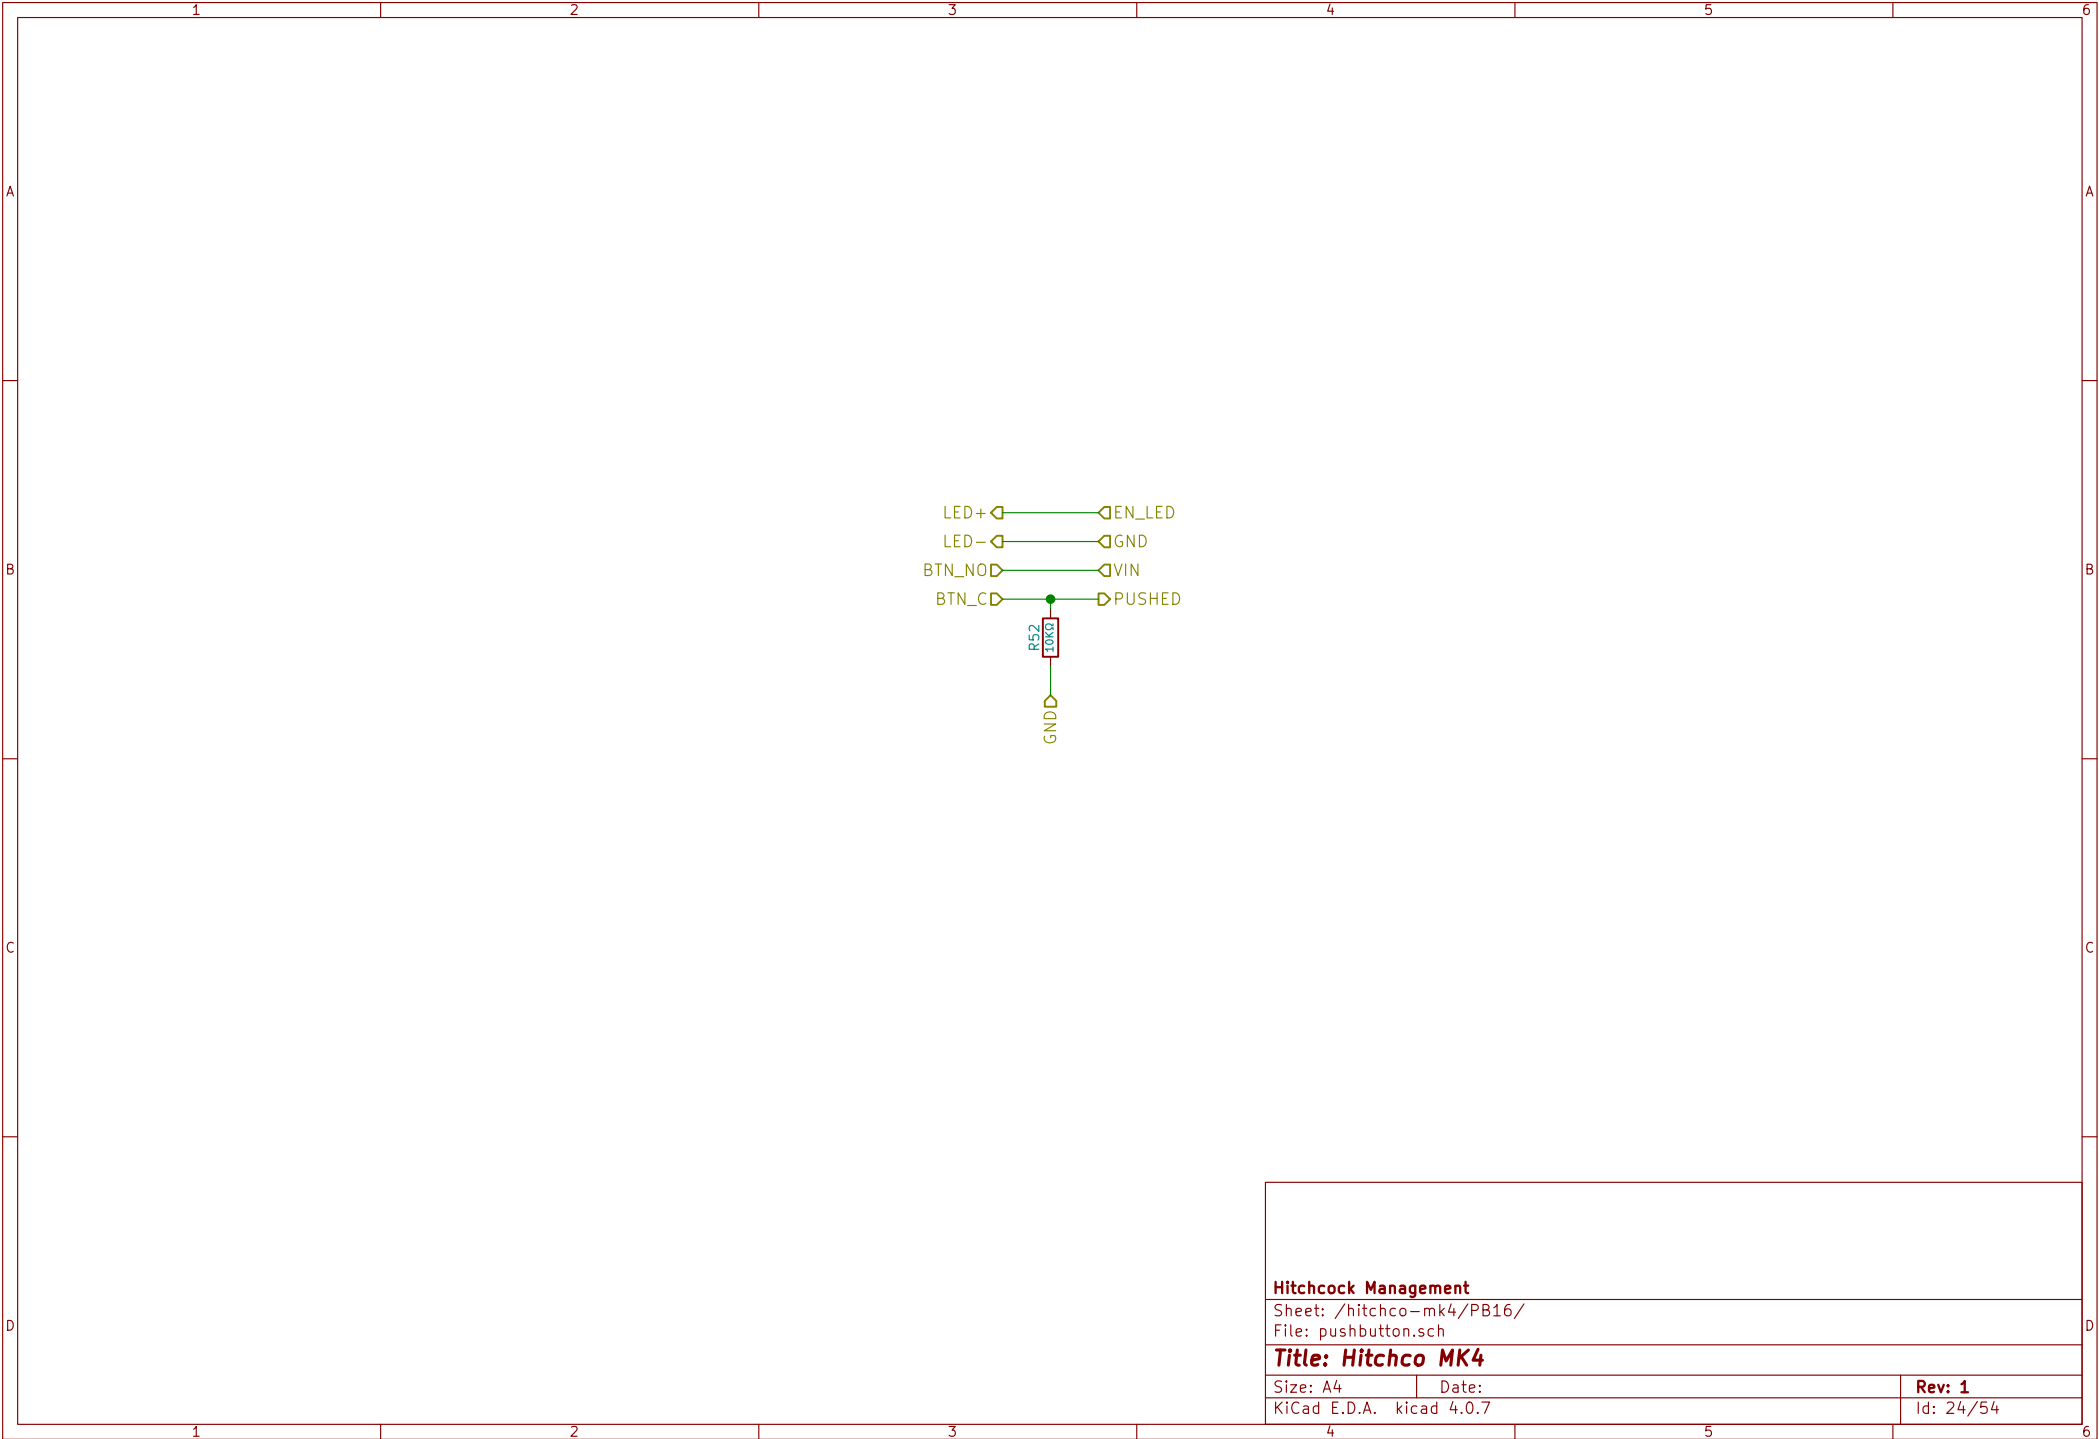 1 2 3 4 5 6
A A
LED+ EN_LED
LED- GND
B B
BTN_NO VIN
BTN_C PUSHED
R52 10KΩ
GND
C C
Hitchcock Management
Sheet: /hitchco-mk4/PB16/
File: pushbutton.sch
D D
Title: Hitchco MK4
Size: A4 Date: Rev: 1
KiCad E.D.A. kicad 4.0.7 Id: 24/54
1 2 3 4 5 6